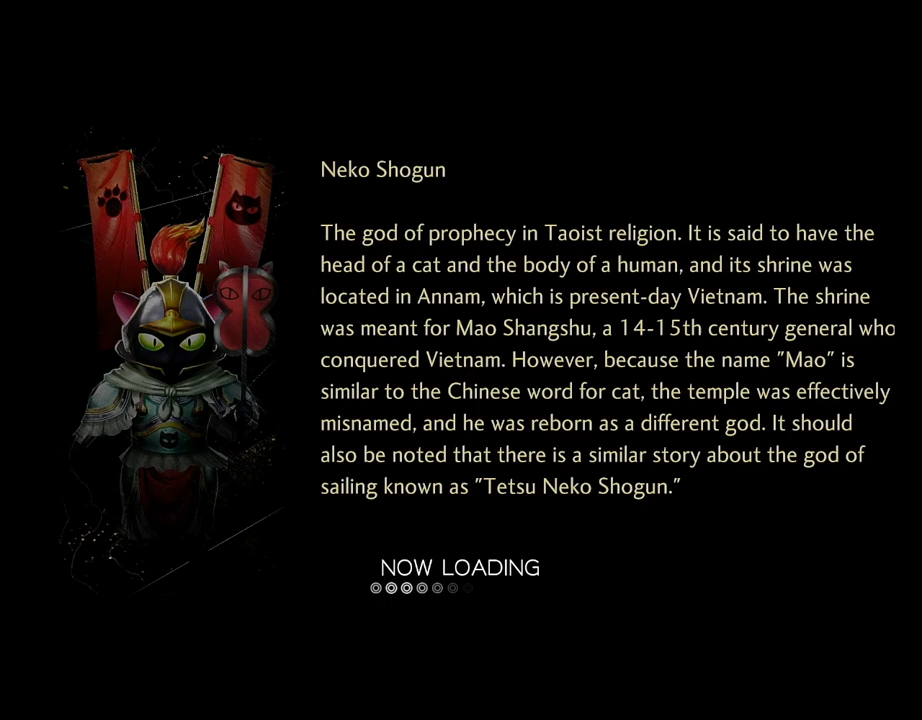 Neko Shogun
The god of prophecy in Taoist religion. It is said to have the
head of a cat and the body of a human, and its shrine was
located in Annam, which is present-day Vietnam. The shrine
was meant for Mao Shangshu, a 14-15th century general who
conquered Vietnam. However, because the name "Mao" is
similar to the Chinese word for cat, the temple was effectively
misnamed, and he was reborn as a different god. It should
also be noted that there is a similar story about the god of
sailing known as "Tetsu Neko Shogun."
NOW LOADING